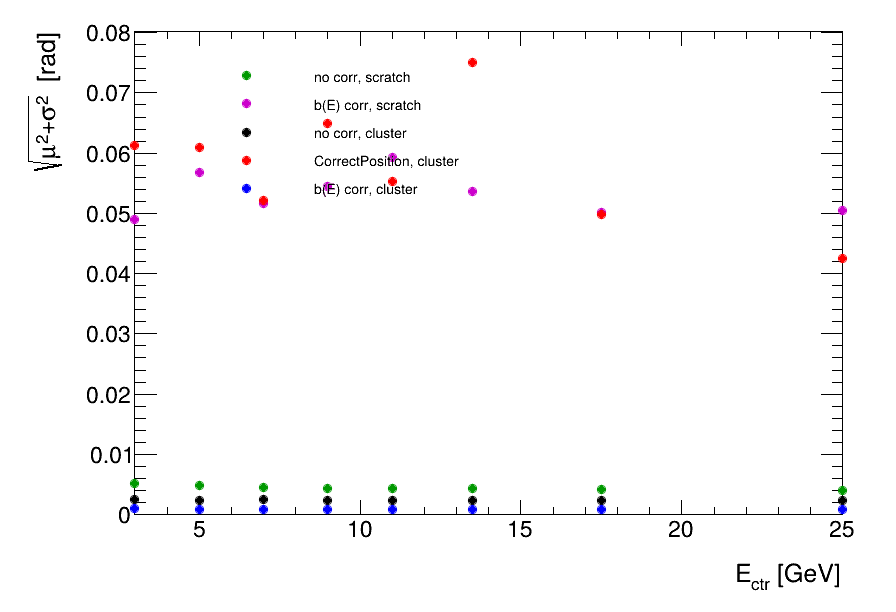 √μ²+σ² [rad]
0.08
0.07
0.06
0.05
0.04
0.03
0.02
0.01
0
no corr, scratch
b(E) corr, scratch
no corr, cluster
CorrectPosition, cluster
b(E) corr, cluster
5 10 15 20 25
E_ctr [GeV]